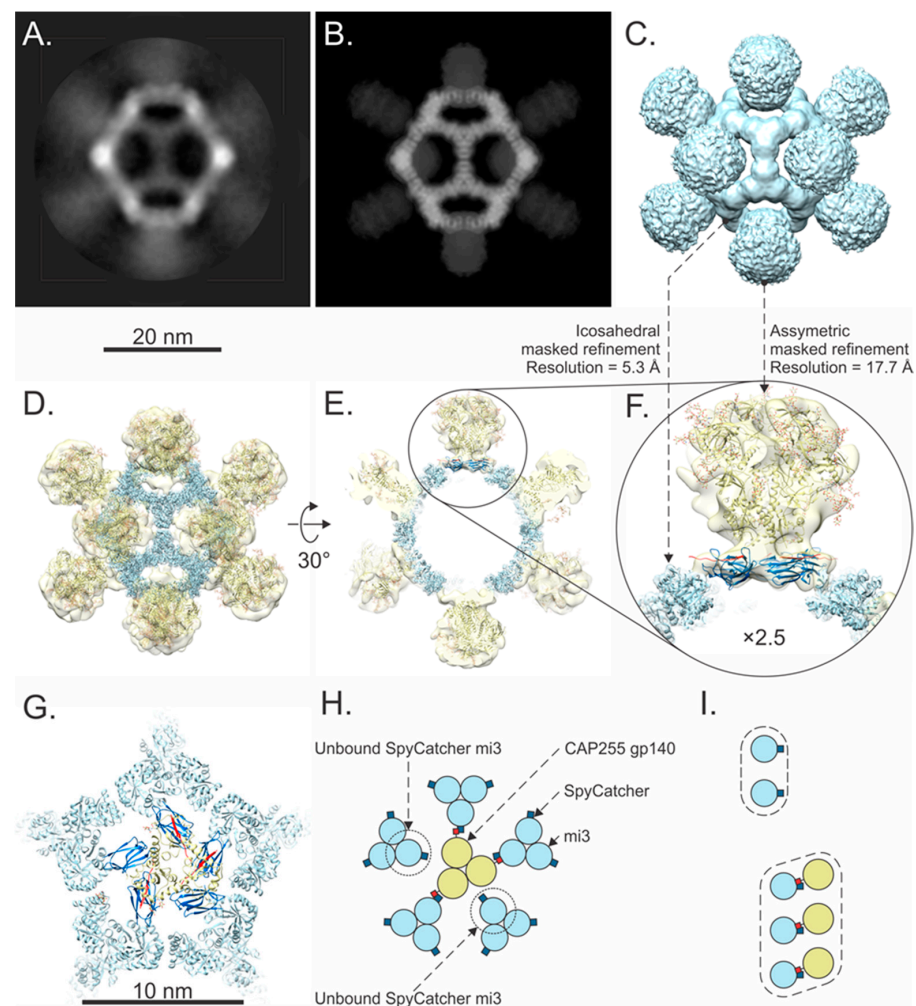 A.
B.
C.
20 nm
Icosahedral
masked refinement
Resolution = 5.3 Å
Assymetric
masked refinement
Resolution = 17.7 Å
D.
30°
E.
F.
×2.5
G.
10 nm
H.
Unbound SpyCatcher mi3
CAP255 gp140
SpyCatcher
mi3
Unbound SpyCatcher mi3
I.